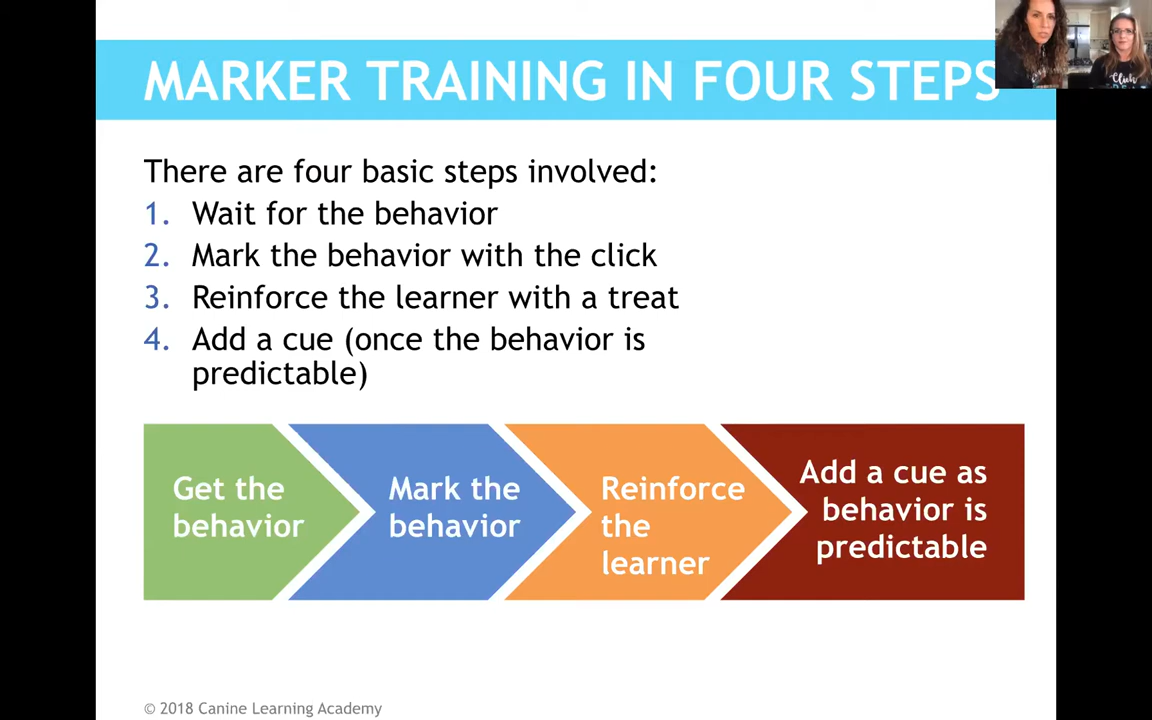 MARKER TRAINING IN FOUR STEPS
There are four basic steps involved:
1. Wait for the behavior
2. Mark the behavior with the click
3. Reinforce the learner with a treat
4. Add a cue (once the behavior is
predictable)
Get the
behavior
Mark the
behavior
Reinforce
the
learner
Add a cue as
behavior is
predictable
© 2018 Canine Learning Academy